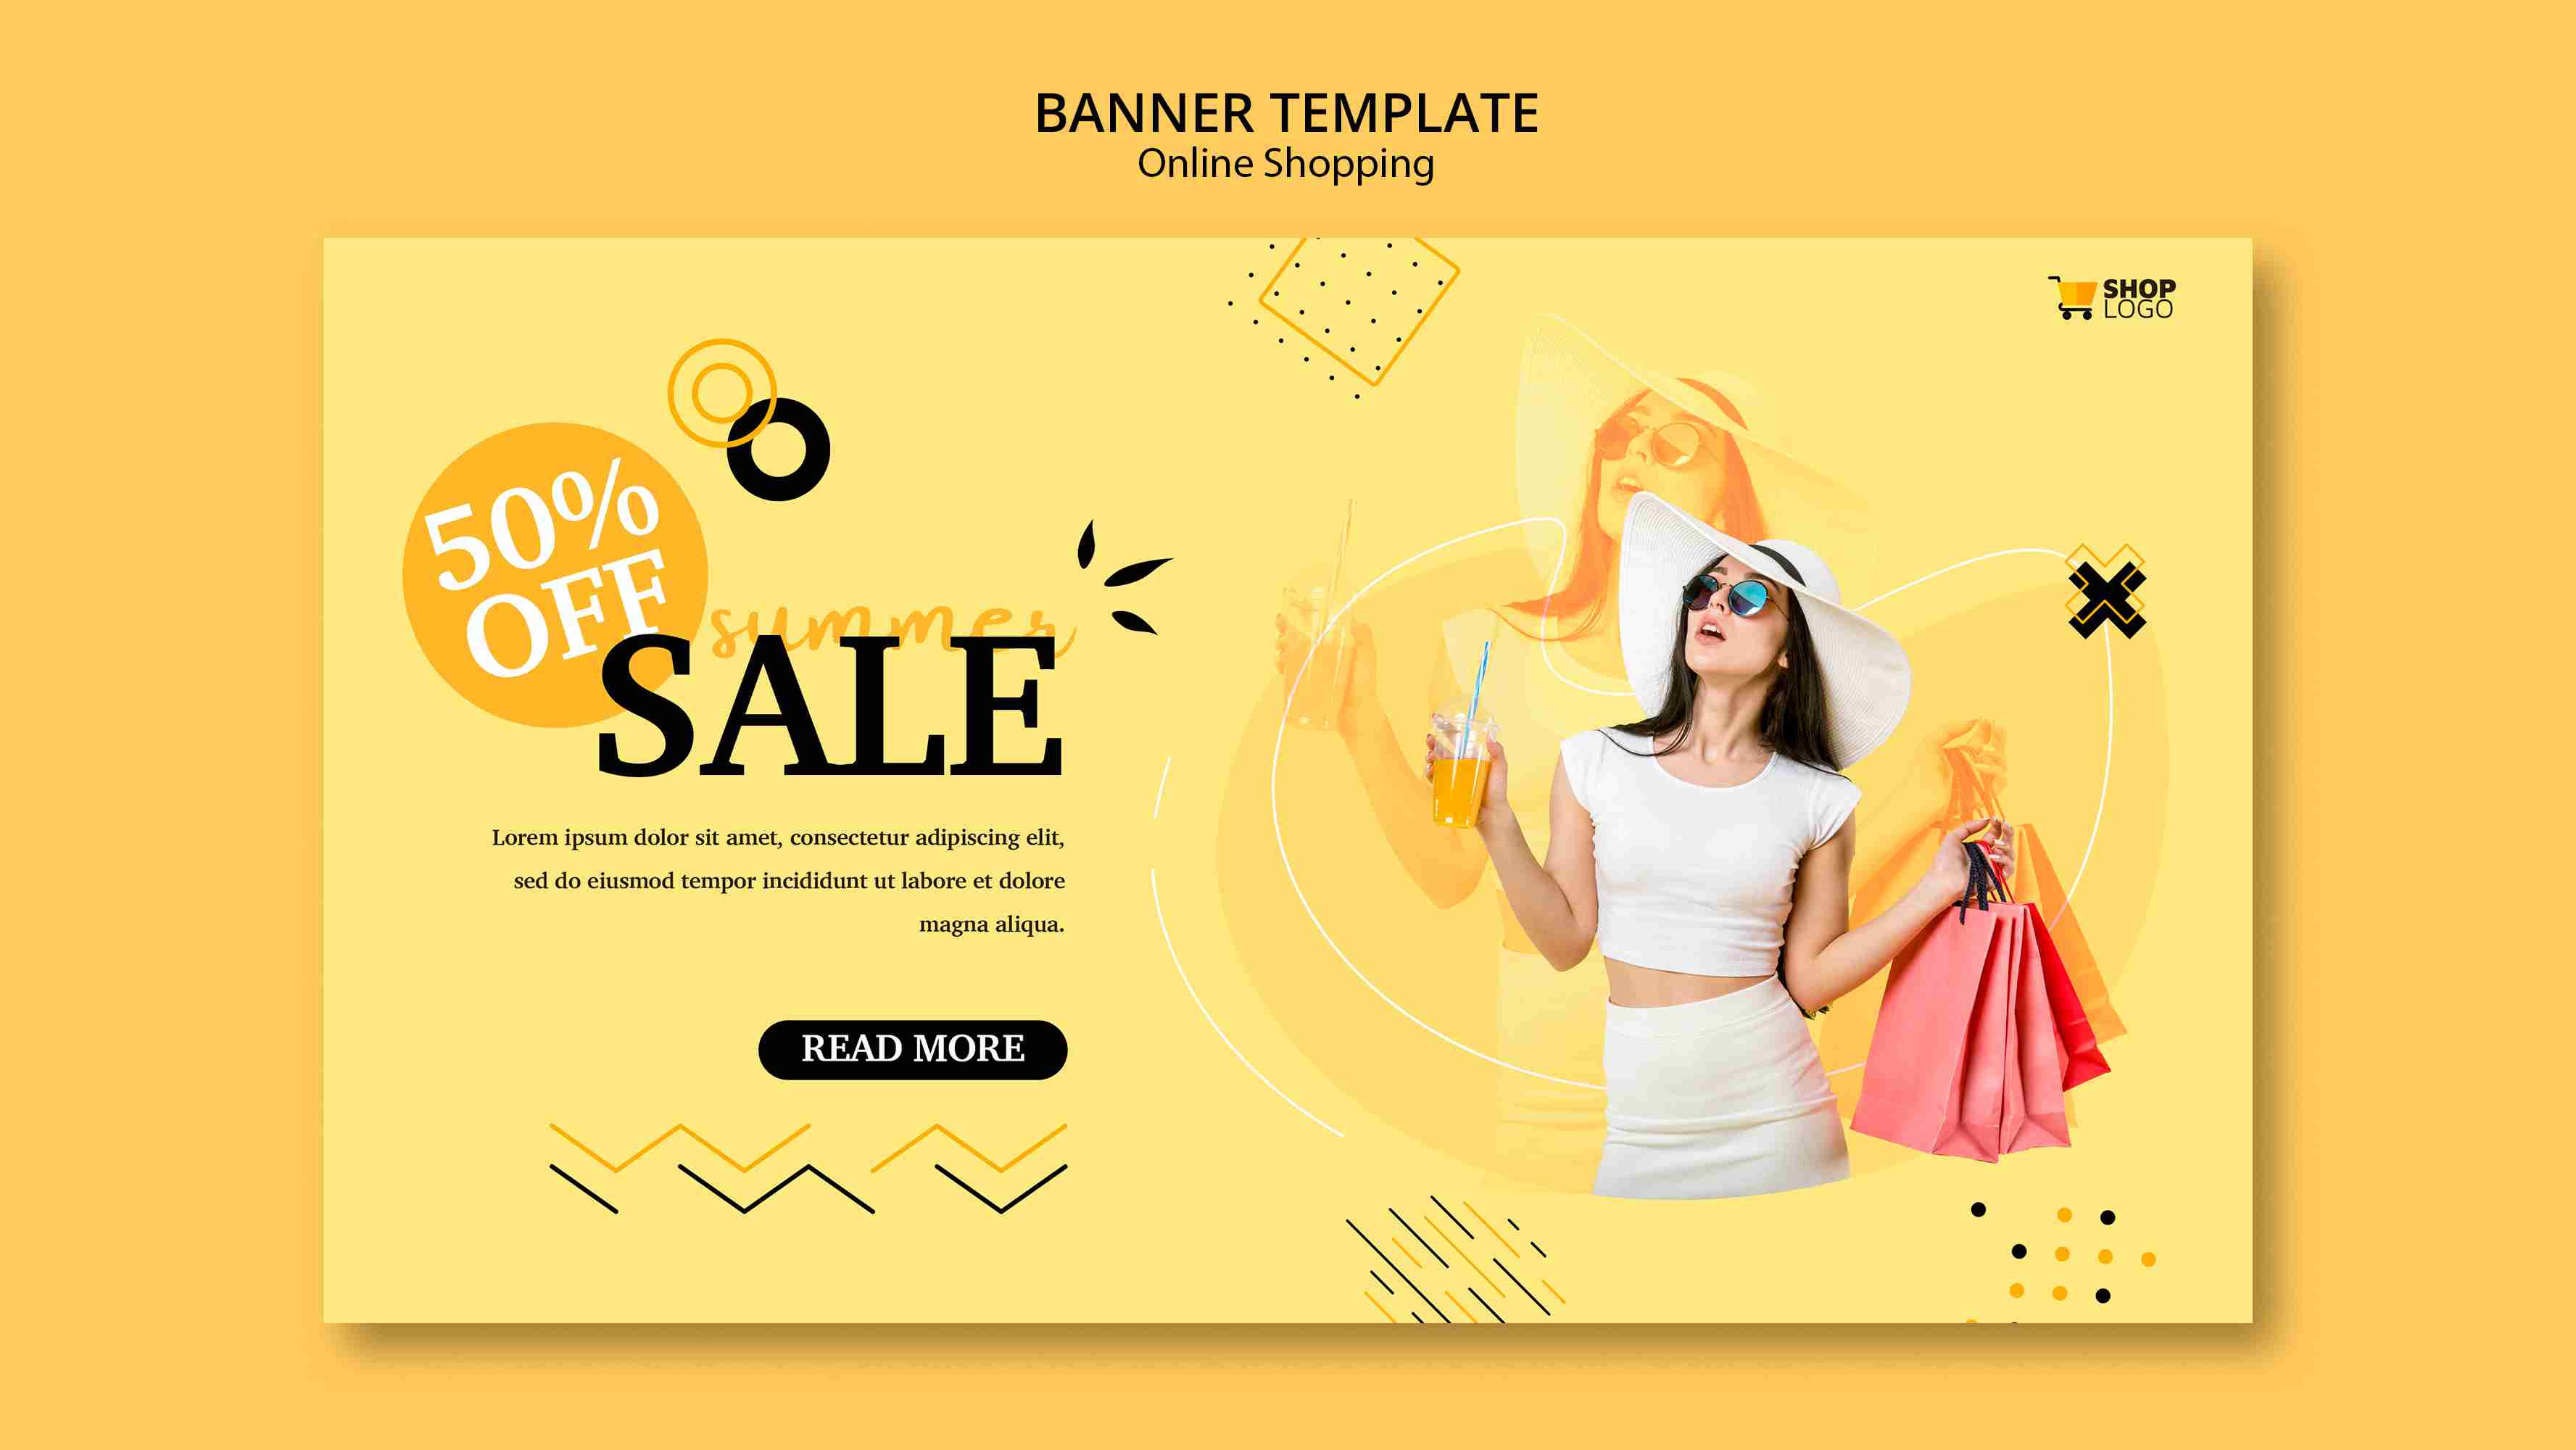 BANNER TEMPLATE
Online Shopping
SHOP
LOGO
50%
OFF
summer
SALE
Lorem ipsum dolor sit amet, consectetur adipiscing elit,
sed do eiusmod tempor incididunt ut labore et dolore
magna aliqua.
READ MORE